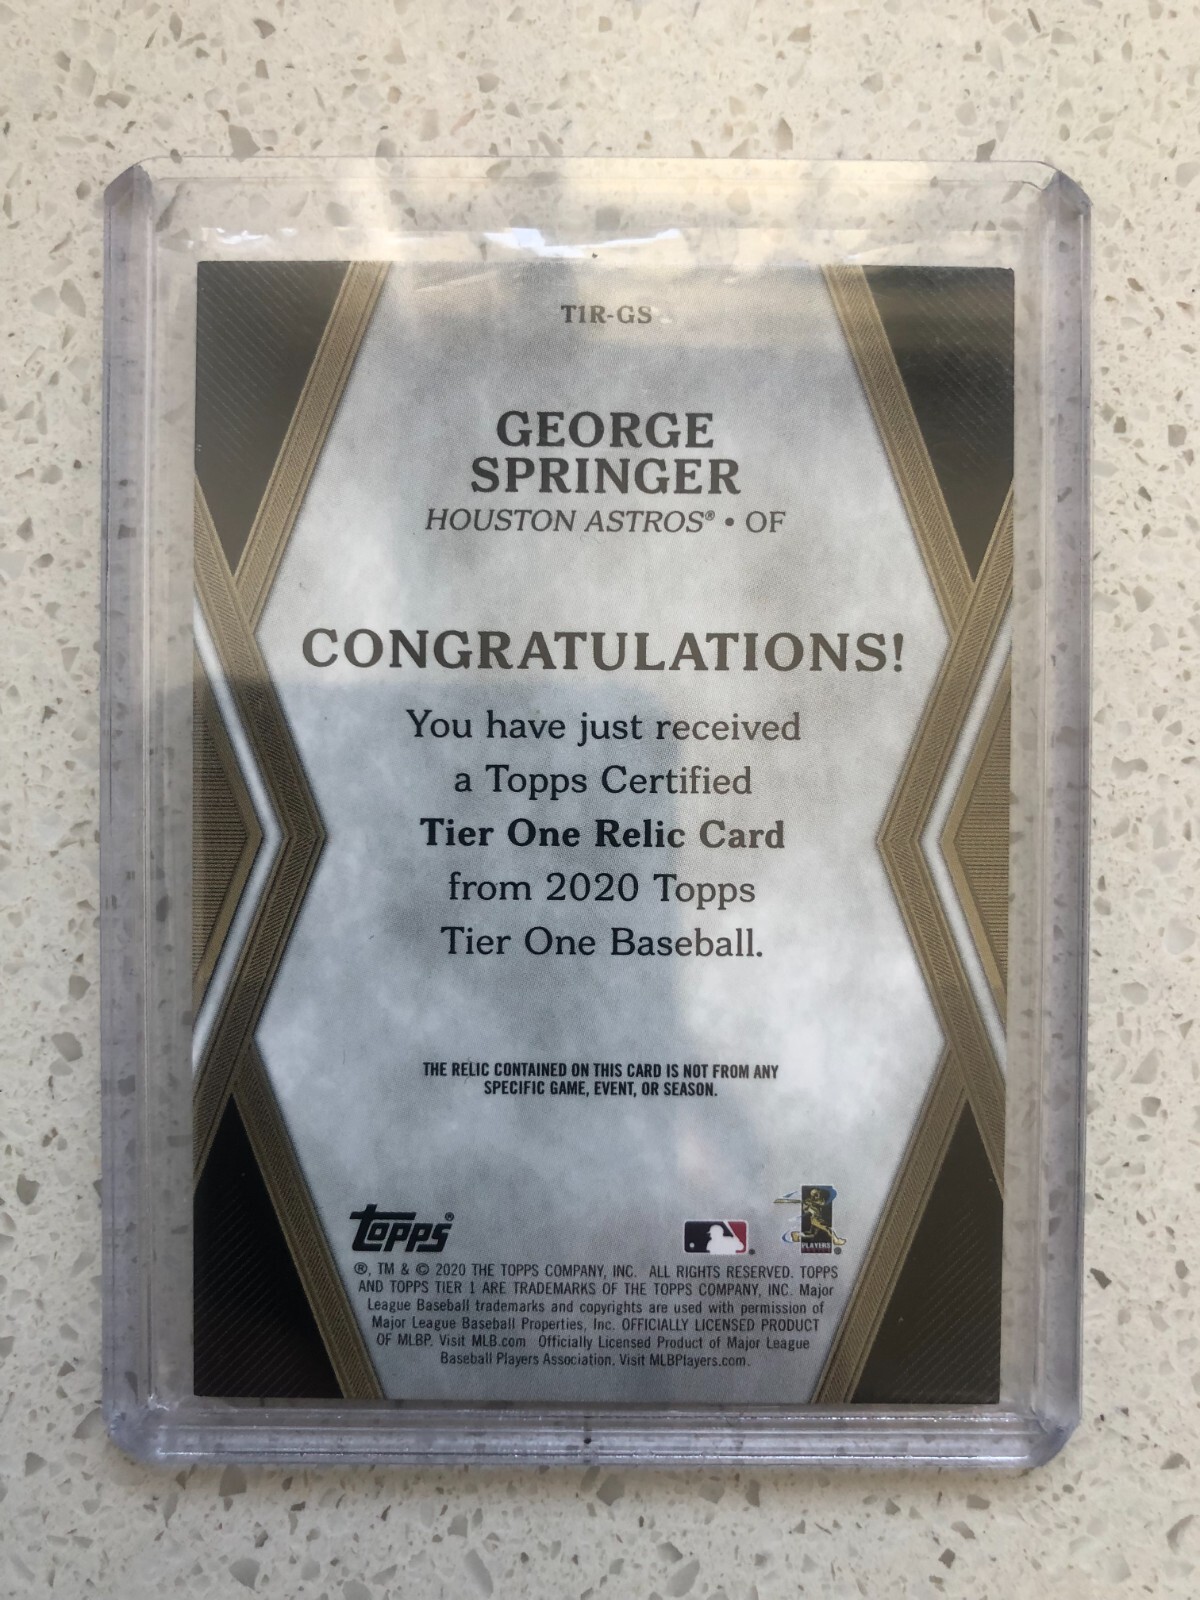 T1R-GS
GEORGE
SPRINGER
HOUSTON ASTROS® • OF
CONGRATULATIONS!
You have just received
a Topps Certified
Tier One Relic Card
from 2020 Topps
Tier One Baseball.
THE RELIC CONTAINED ON THIS CARD IS NOT FROM ANY
SPECIFIC GAME, EVENT, OR SEASON.
Topps®
PLAYERS
®, TM & © 2020 THE TOPPS COMPANY, INC. ALL RIGHTS RESERVED. TOPPS
AND TOPPS TIER 1 ARE TRADEMARKS OF THE TOPPS COMPANY, INC. Major
League Baseball trademarks and copyrights are used with permission of
Major League Baseball Properties, Inc. OFFICIALLY LICENSED PRODUCT
OF MLBP. Visit MLB.com Officially Licensed Product of Major League
Baseball Players Association. Visit MLBPlayers.com.